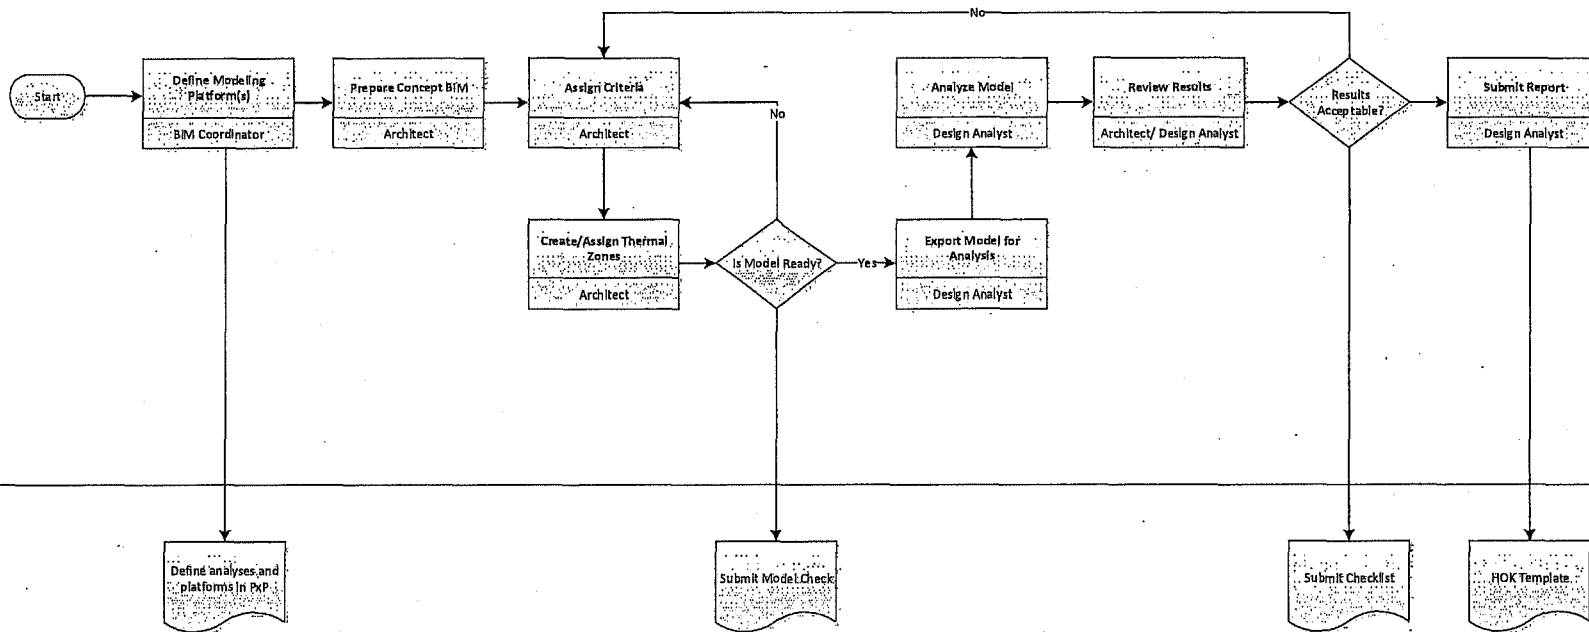 No
Start
Define Modeling
Platform(s)
BIM Coordinator
Prepare Concept BIM
Architect
Assign Criteria
Architect
No
Analyze Model
Design Analyst
Review Results
Architect/ Design Analyst
Results
Acceptable?
Submit Report
Design Analyst
Create/Assign Thermal
Zones
Architect
Is Model Ready?
Yes
Export Model for
Analysis
Design Analyst
Define analyses and
platforms in PxP
Submit Model Check
Submit Checklist
HOK Template